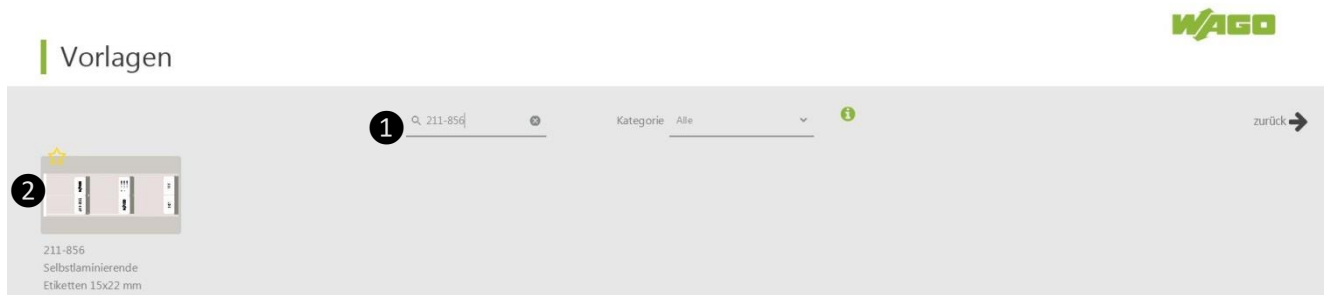 WAGO
Vorlagen
1 211-856 Kategorie Alle zurück
2
211-856
Selbstlaminierende
Etiketten 15x22 mm